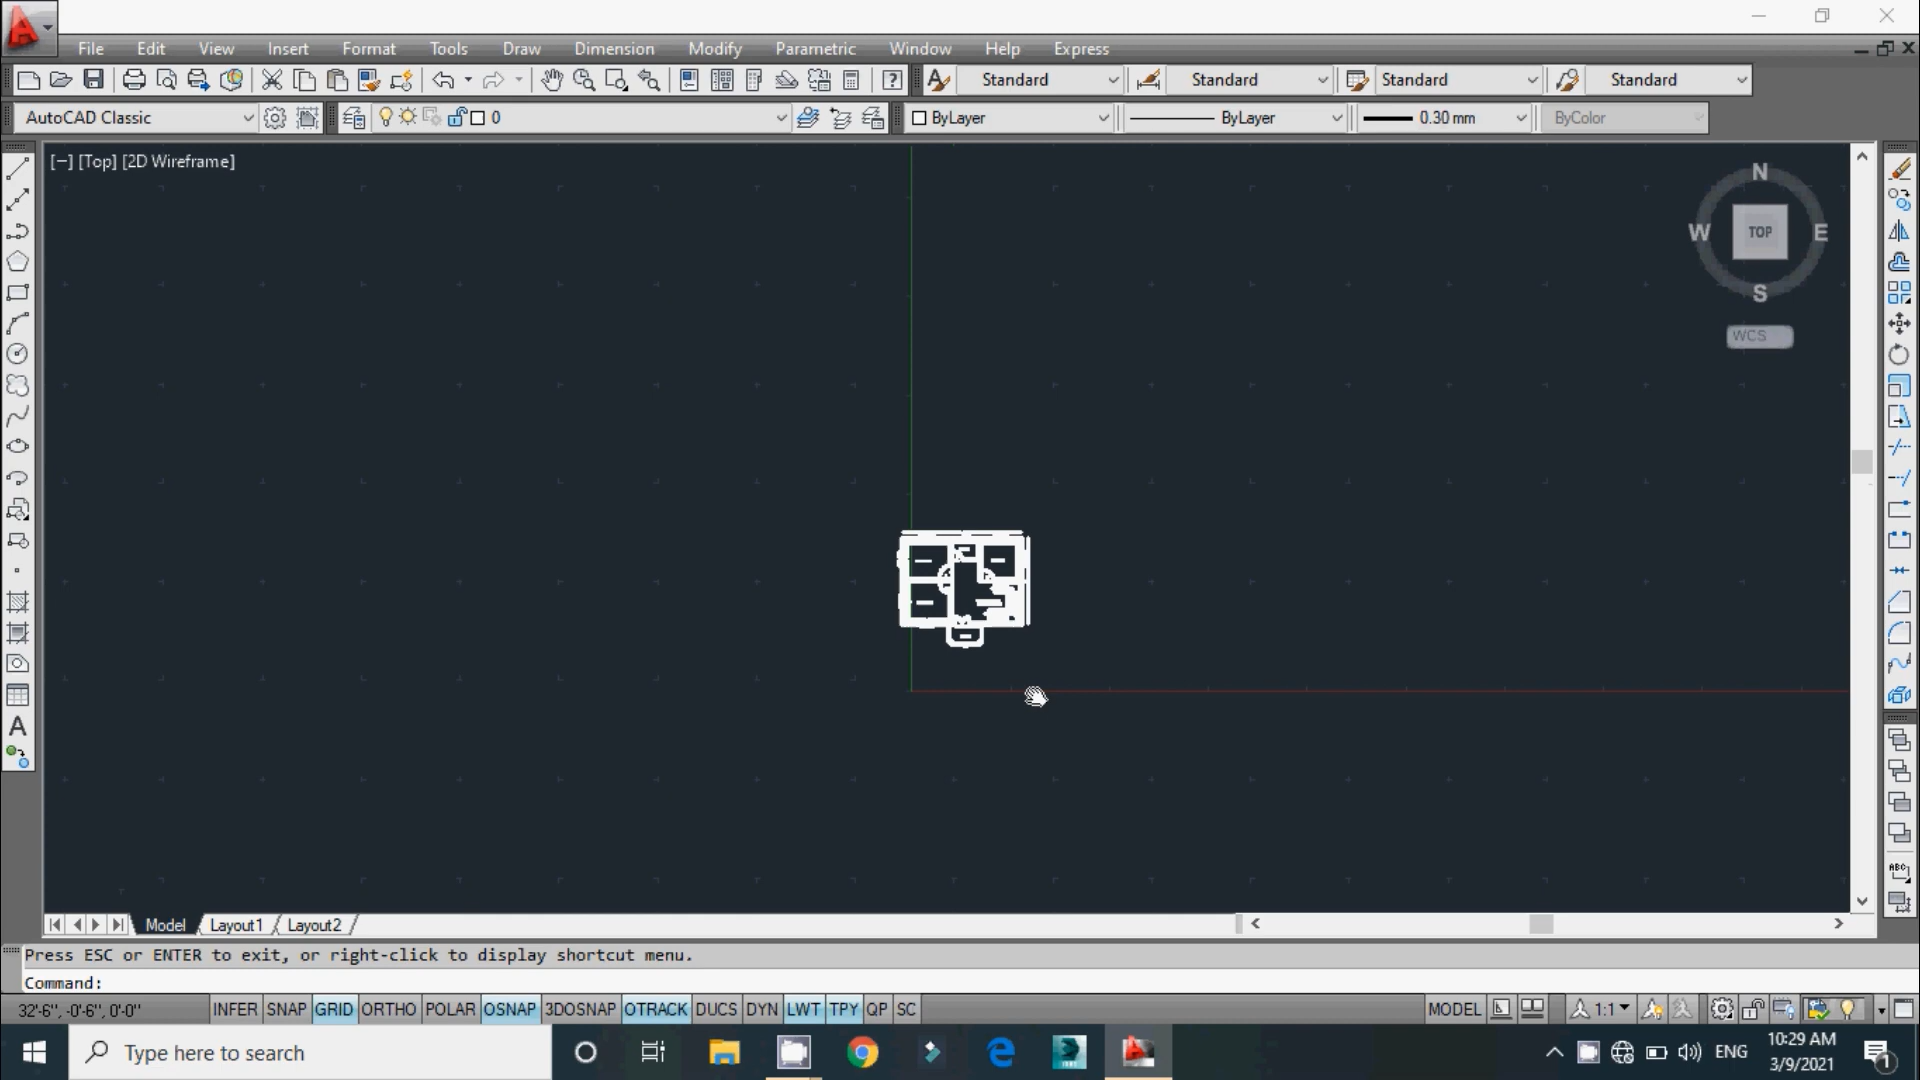 File Edit View Insert Format Tools Draw Dimension Modify Parametric Window Help Express
Standard Standard Standard Standard
AutoCAD Classic 0 ByLayer ByLayer 0.30 mm ByColor
[−] [Top] [2D Wireframe]
N
W TOP E
S
WCS
A
ABC
Model Layout1 Layout2
Press ESC or ENTER to exit, or right-click to display shortcut menu.
Command:
32'-6", -0'-6", 0'-0" INFER SNAP GRID ORTHO POLAR OSNAP 3DOSNAP OTRACK DUCS DYN LWT TPY QP SC MODEL 1:1
Type here to search ENG 10:29 AM
3/9/2021 1